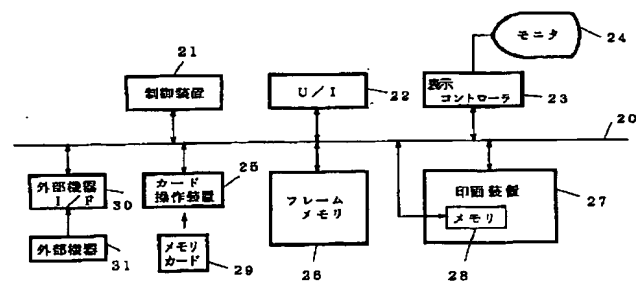 モニタ
24
21
制御装置
U/I
22
表示
コントローラ
23
20
外部機器
I/F
30
カード
操作装置
25
フレーム
メモリ
26
印画装置
27
メモリ
28
外部機器
31
メモリ
カード
29